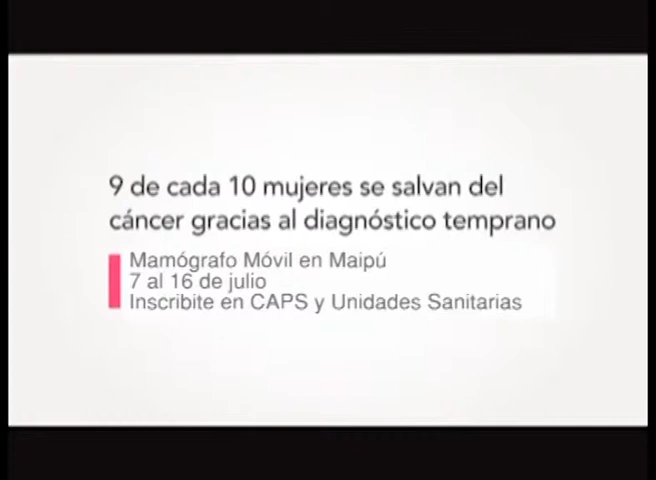 9 de cada 10 mujeres se salvan del
cáncer gracias al diagnóstico temprano
Mamógrafo Móvil en Maipú
7 al 16 de julio
Inscribite en CAPS y Unidades Sanitarias